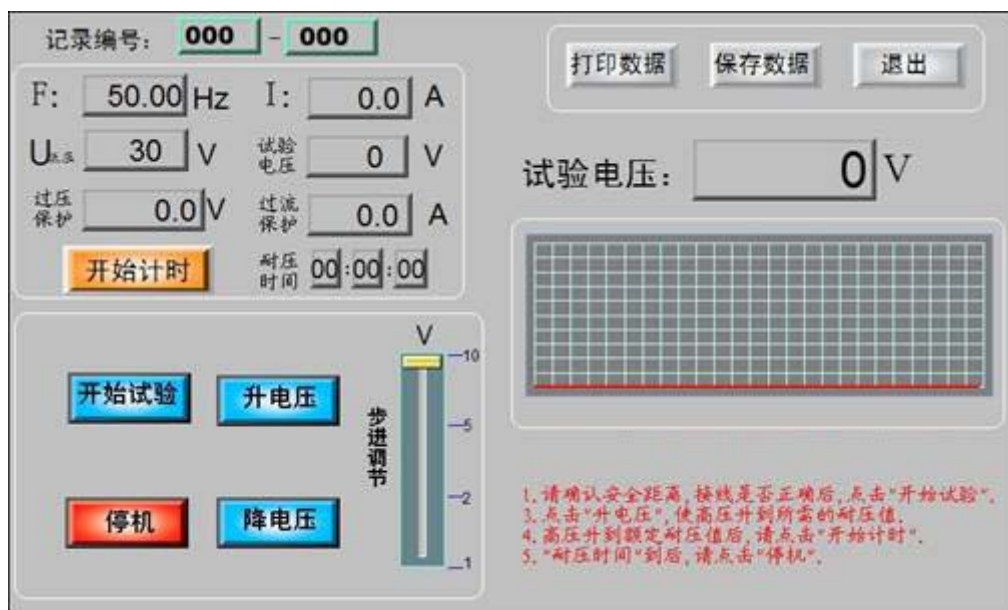 记录编号： 000 - 000
打印数据 保存数据 退出
F: 50.00 Hz I: 0.0 A
U 30 V 试验电压 0 V
过压保护 0.0 V 过流保护 0.0 A
开始计时 耐压时间 00:00:00
试验电压： 0 V
V
10
开始试验 升电压
5
步进调节
2
停机 降电压
1
1. 请确认安全距离,接线是否正确后,点击"开始试验".
3. 点击"升电压",使高压升到所需的耐压值.
4. 高压升到额定耐压值后,请点击"开始计时".
5. "耐压时间"到后,请点击"停机".